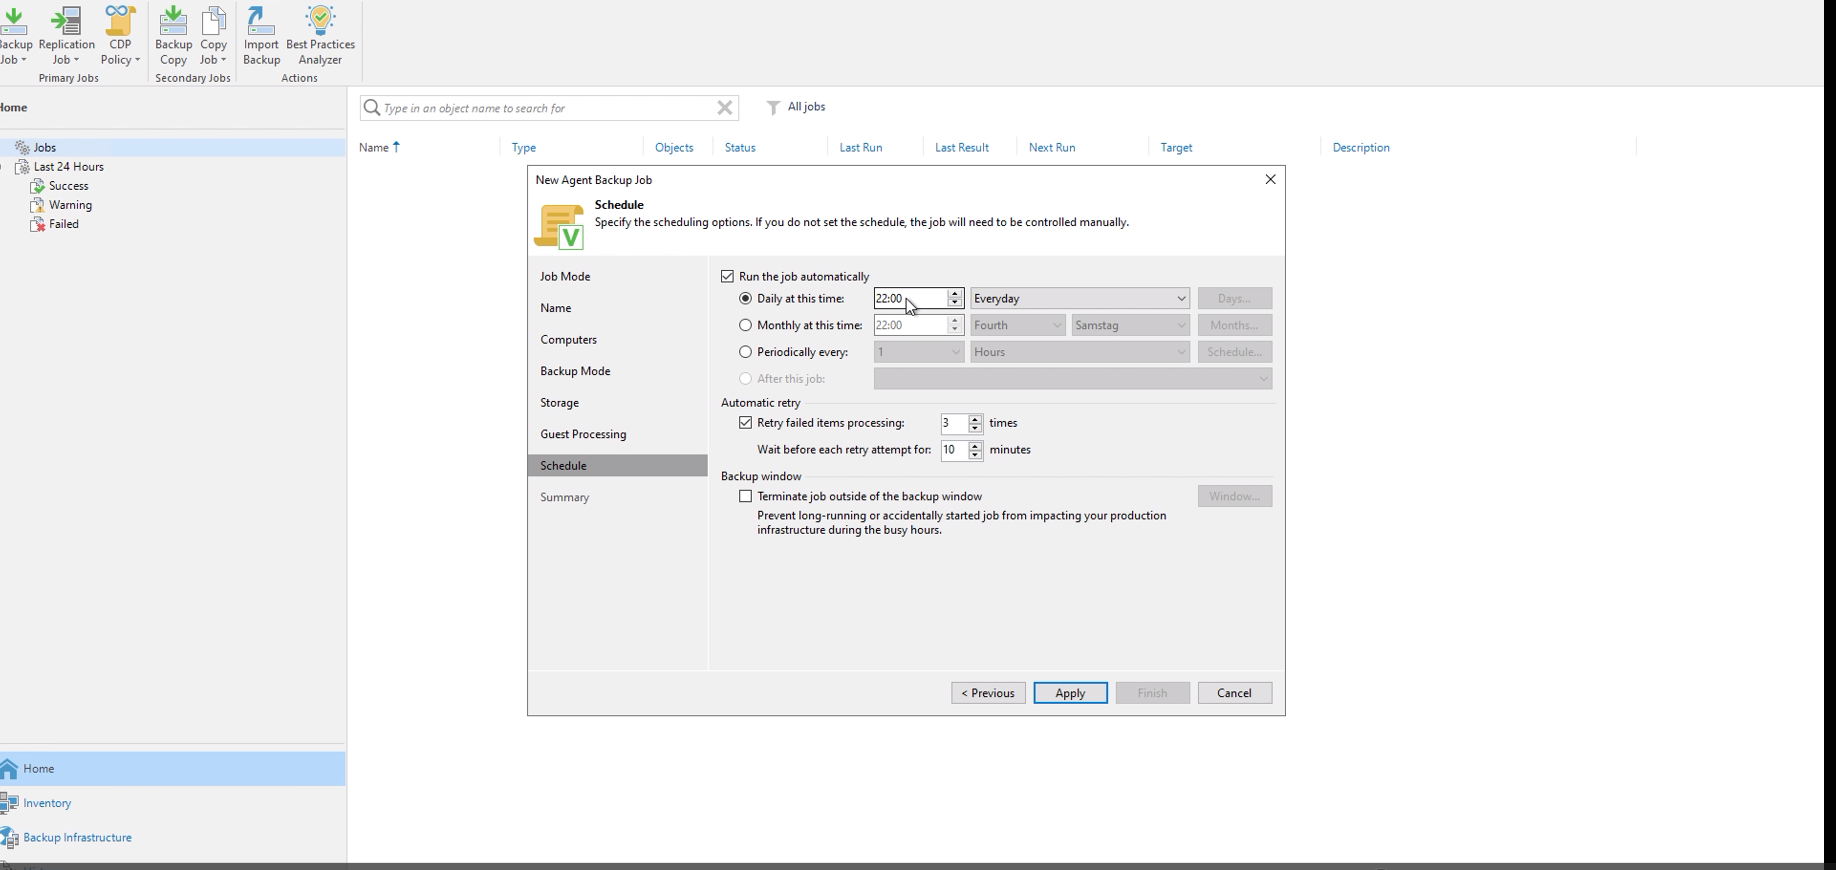 Backup Replication CDP Backup Copy Import Best Practices
Job Job Policy Copy Job Backup Analyzer
Primary Jobs Secondary Jobs Actions
Home
Type in an object name to search for All jobs
Jobs
Name Type Objects Status Last Run Last Result Next Run Target Description
Last 24 Hours
Success
Warning
Failed
New Agent Backup Job
Schedule
Specify the scheduling options. If you do not set the schedule, the job will need to be controlled manually.
Job Mode
Name
Computers
Backup Mode
Storage
Guest Processing
Schedule
Summary
Run the job automatically
Daily at this time: 22:00 Everyday Days...
Monthly at this time: 22:00 Fourth Samstag Months...
Periodically every: 1 Hours Schedule...
After this job:
Automatic retry
Retry failed items processing: 3 times
Wait before each retry attempt for: 10 minutes
Backup window
Terminate job outside of the backup window Window...
Prevent long-running or accidentally started job from impacting your production
infrastructure during the busy hours.
< Previous Apply Finish Cancel
Home
Inventory
Backup Infrastructure